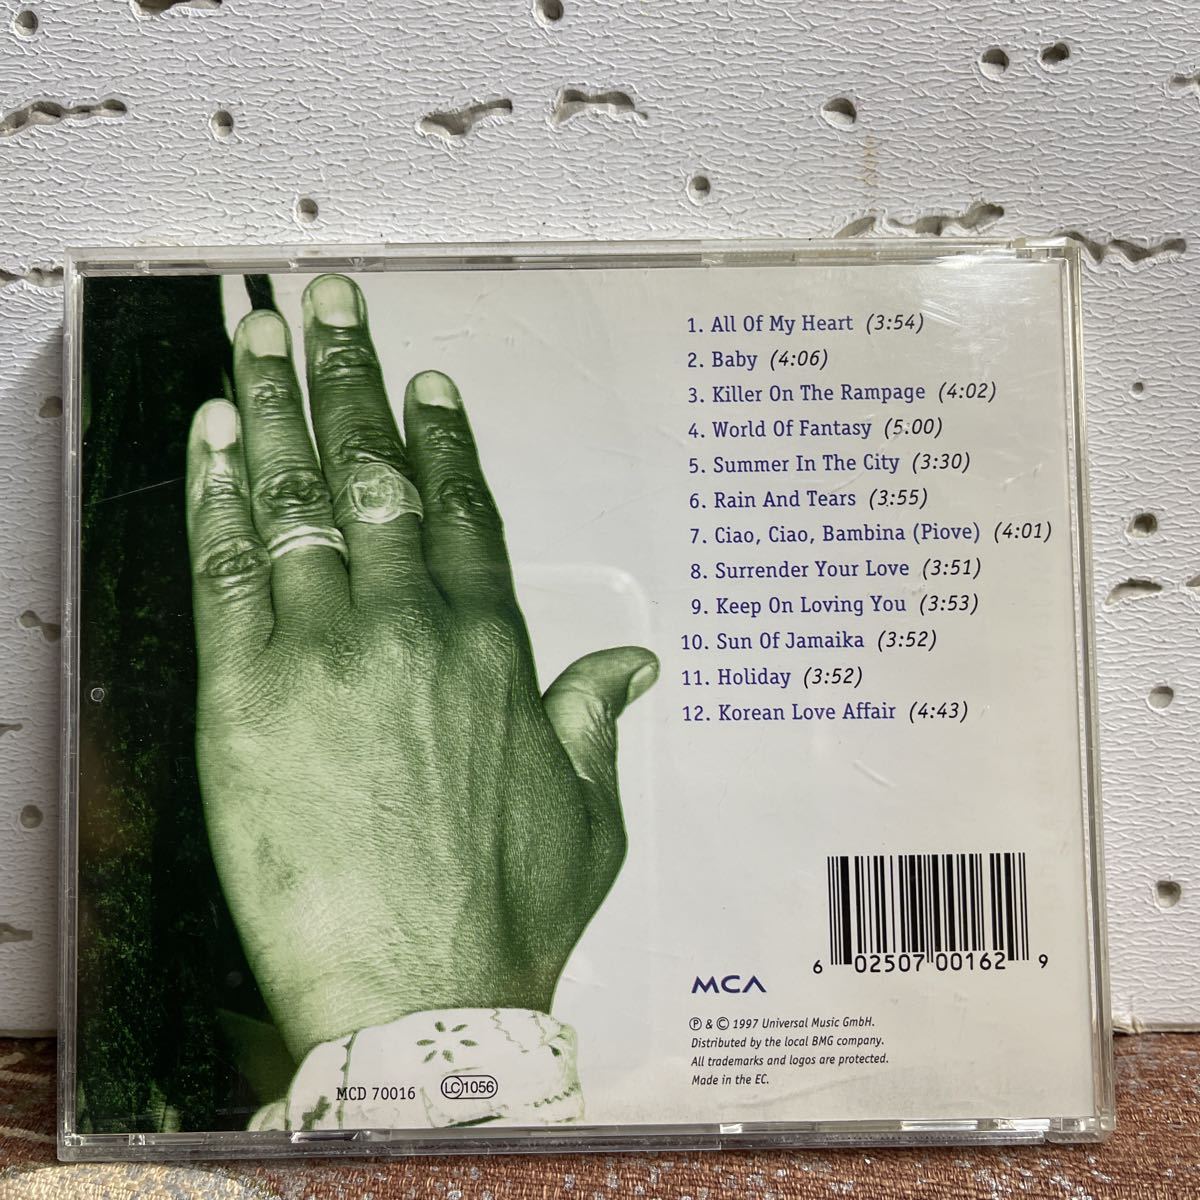 1. All Of My Heart (3:54)
2. Baby (4:06)
3. Killer On The Rampage (4:02)
4. World Of Fantasy (5.00)
5. Summer In The City (3:30)
6. Rain And Tears (3:55)
7. Ciao, Ciao, Bambina (Piove) (4:01)
8. Surrender Your Love (3:51)
9. Keep On Loving You (3:53)
10. Sun Of Jamaika (3:52)
11. Holiday (3:52)
12. Korean Love Affair (4:43)
6 02507 00162 9
MCA
Ⓟ & © 1997 Universal Music GmbH.
Distributed by the local BMG company.
All trademarks and logos are protected.
Made in the EC.
MCD 70016 LC 1056